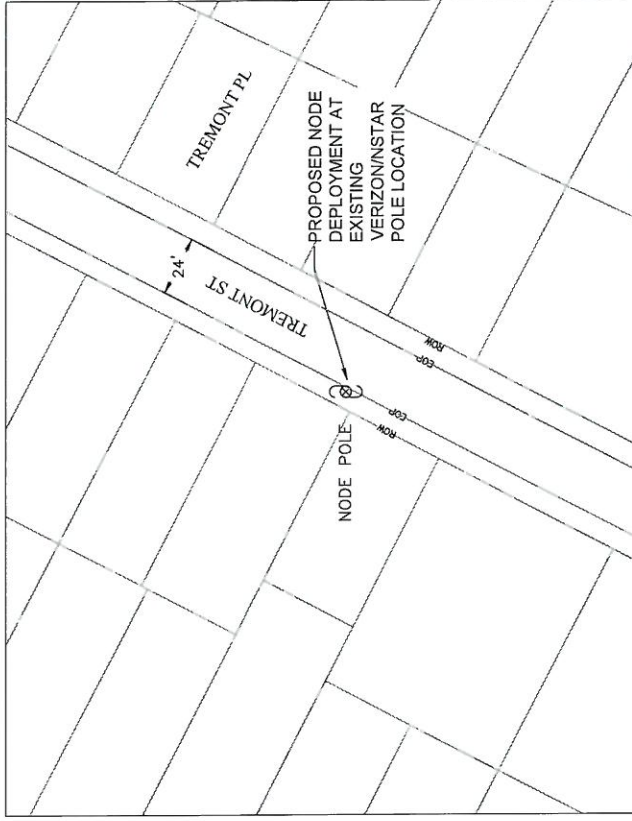 TREMONT PL
PROPOSED NODE
DEPLOYMENT AT
EXISTING
VERIZON/NSTAR
POLE LOCATION
24'
TREMONT ST
NODE POLE
ROW
EOP
EOP
ROW